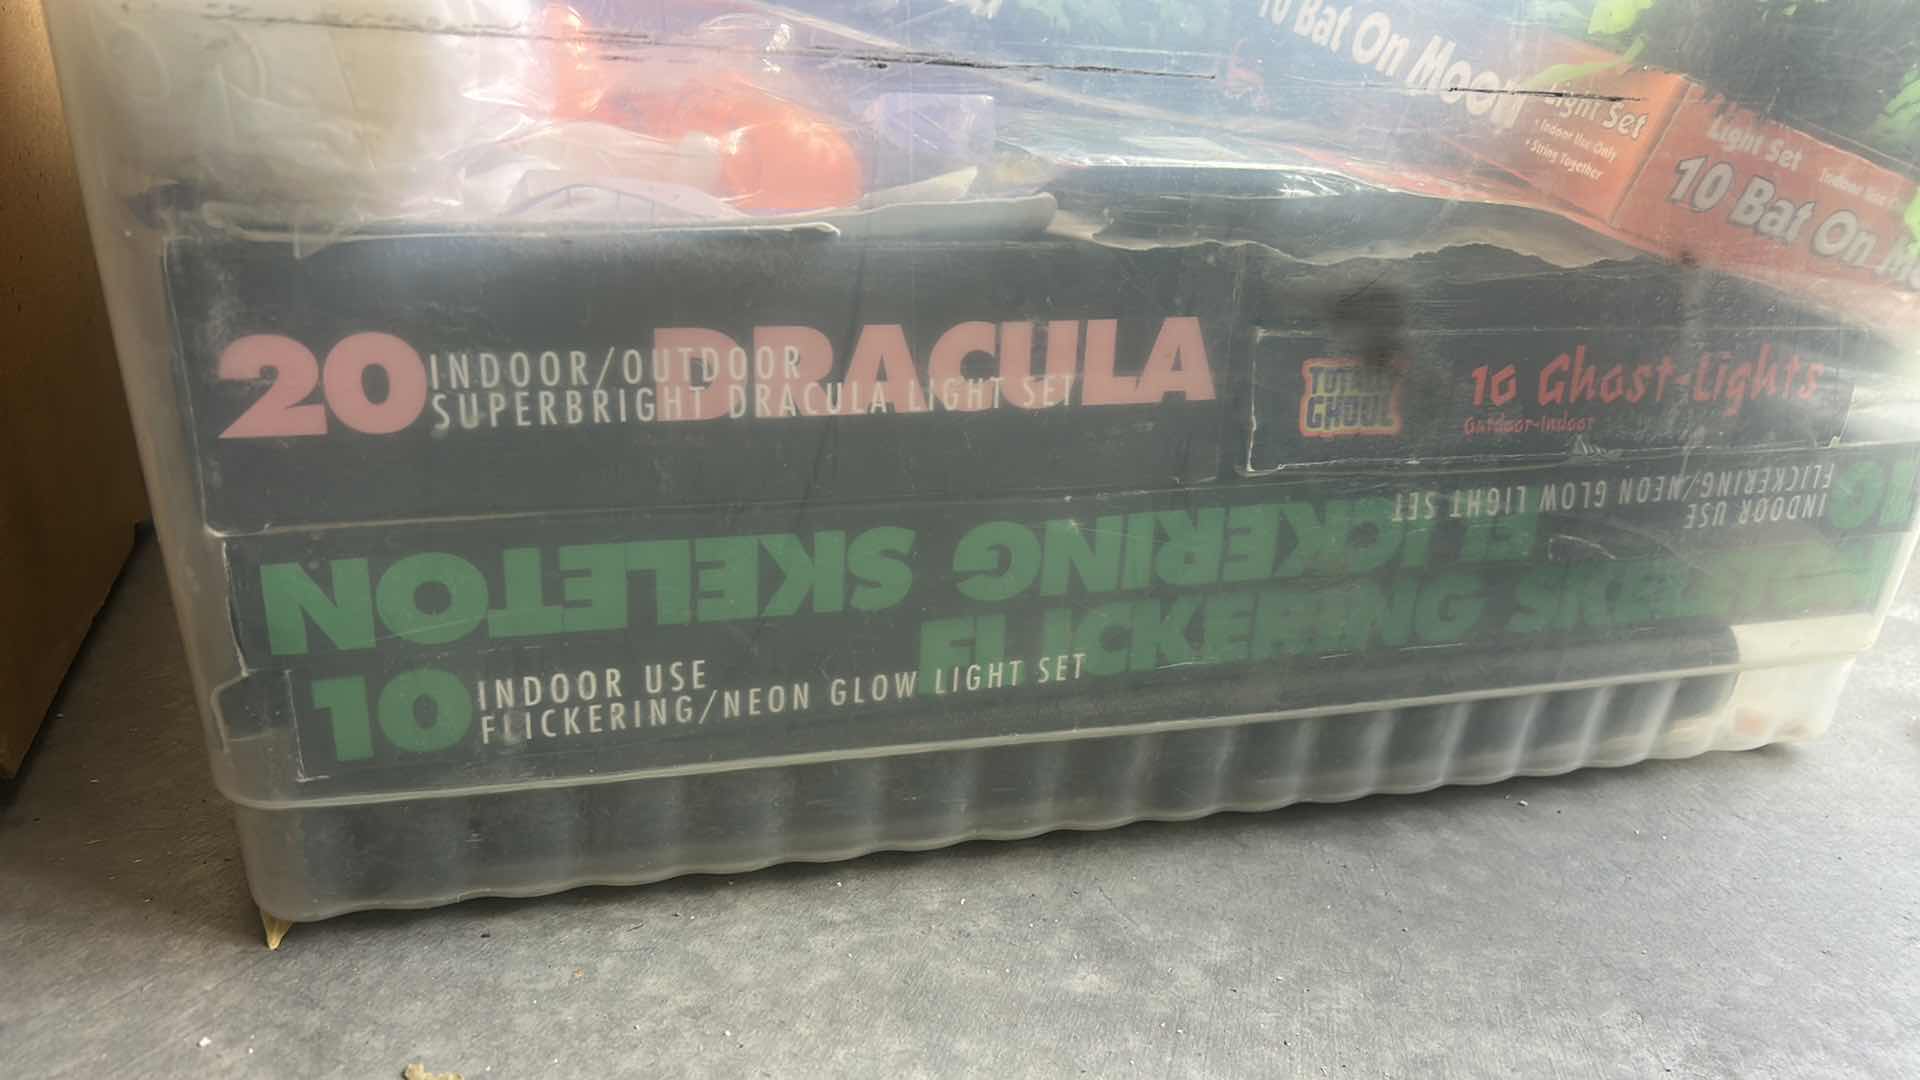 10 Bat On Moon
Light Set
• Indoor Use Only
• String Together
Light Set
10 Bat On
20 INDOOR/OUTDOOR
SUPERBRIGHT DRACULA LIGHT SET
DRACULA
TOTALLY
GHOUL
10 Ghost-Lights
Outdoor-Indoor
10 INDOOR USE
FLICKERING/NEON GLOW LIGHT SET
FLICKERING SKELETON
10 INDOOR USE
FLICKERING/NEON GLOW LIGHT SET
FLICKERING SKELETON